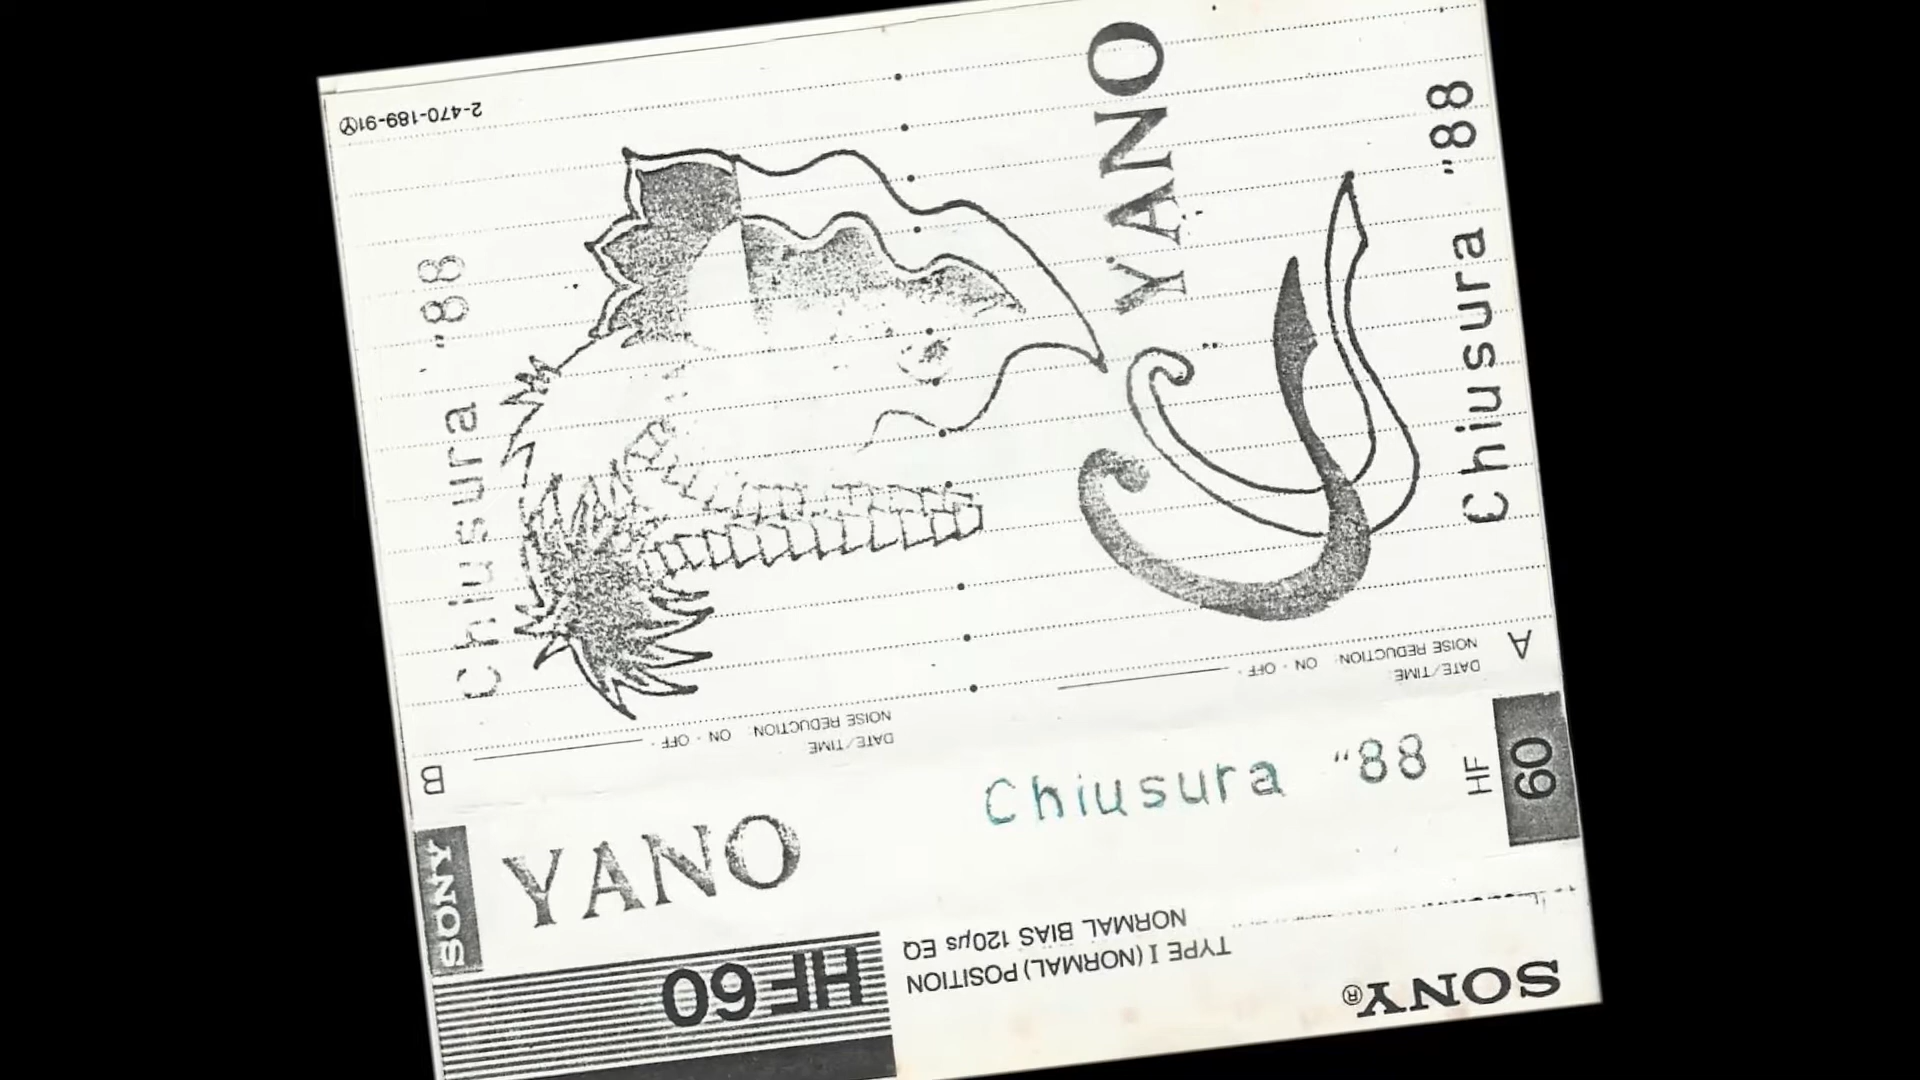 2-470-189-91
YANO
Chiusura "88
Chiusura "88
A
DATE/TIME
NOISE REDUCTION: ON · OFF
B
DATE/TIME
NOISE REDUCTION: ON · OFF
Chiusura "88
HF
60
SONY
YANO
HF60
TYPE I (NORMAL) POSITION
NORMAL BIAS 120µs EQ
SONY®